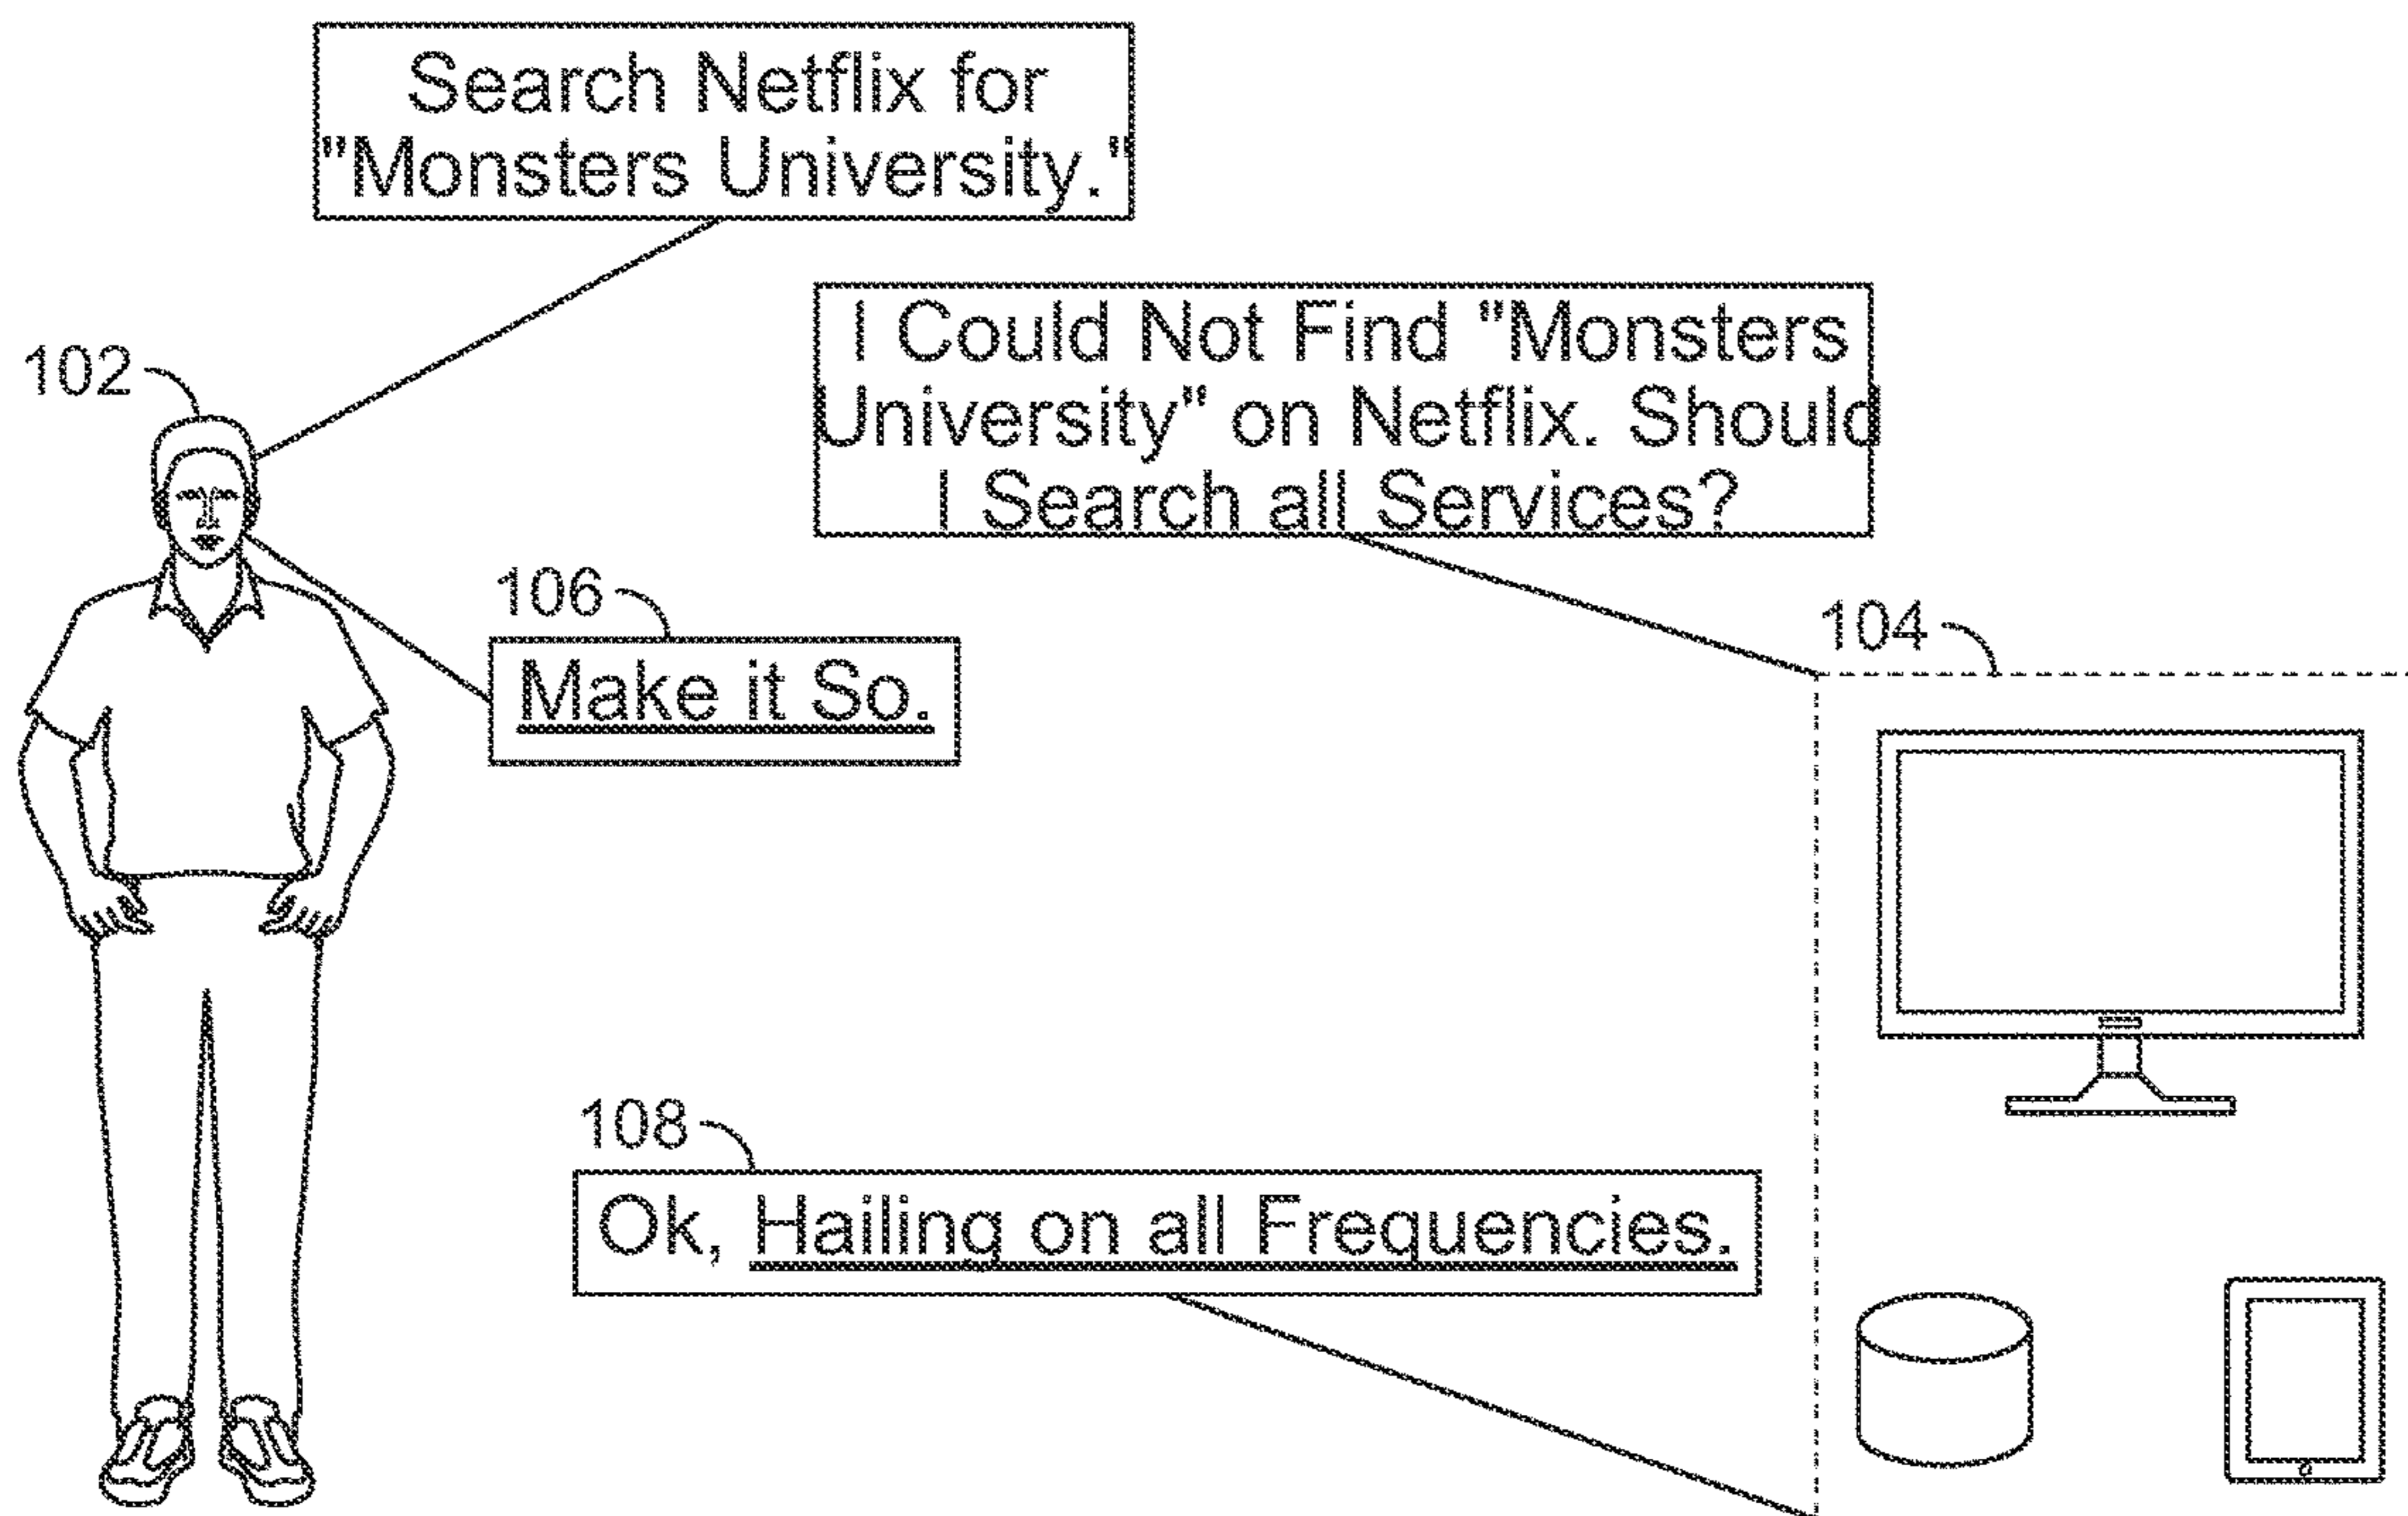 Search Netflix for
"Monsters University."
I Could Not Find "Monsters
University" on Netflix. Should
I Search all Services?
102
106
Make it So.
104
108
Ok, Hailing on all Frequencies.